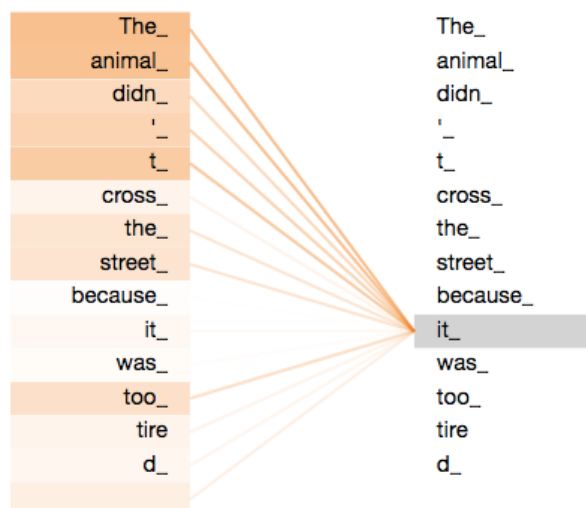 The_ The_
animal_ animal_
didn_ didn_
'_ '_
t_ t_
cross_ cross_
the_ the_
street_ street_
because_ because_
it_ it_
was_ was_
too_ too_
tire tire
d_ d_